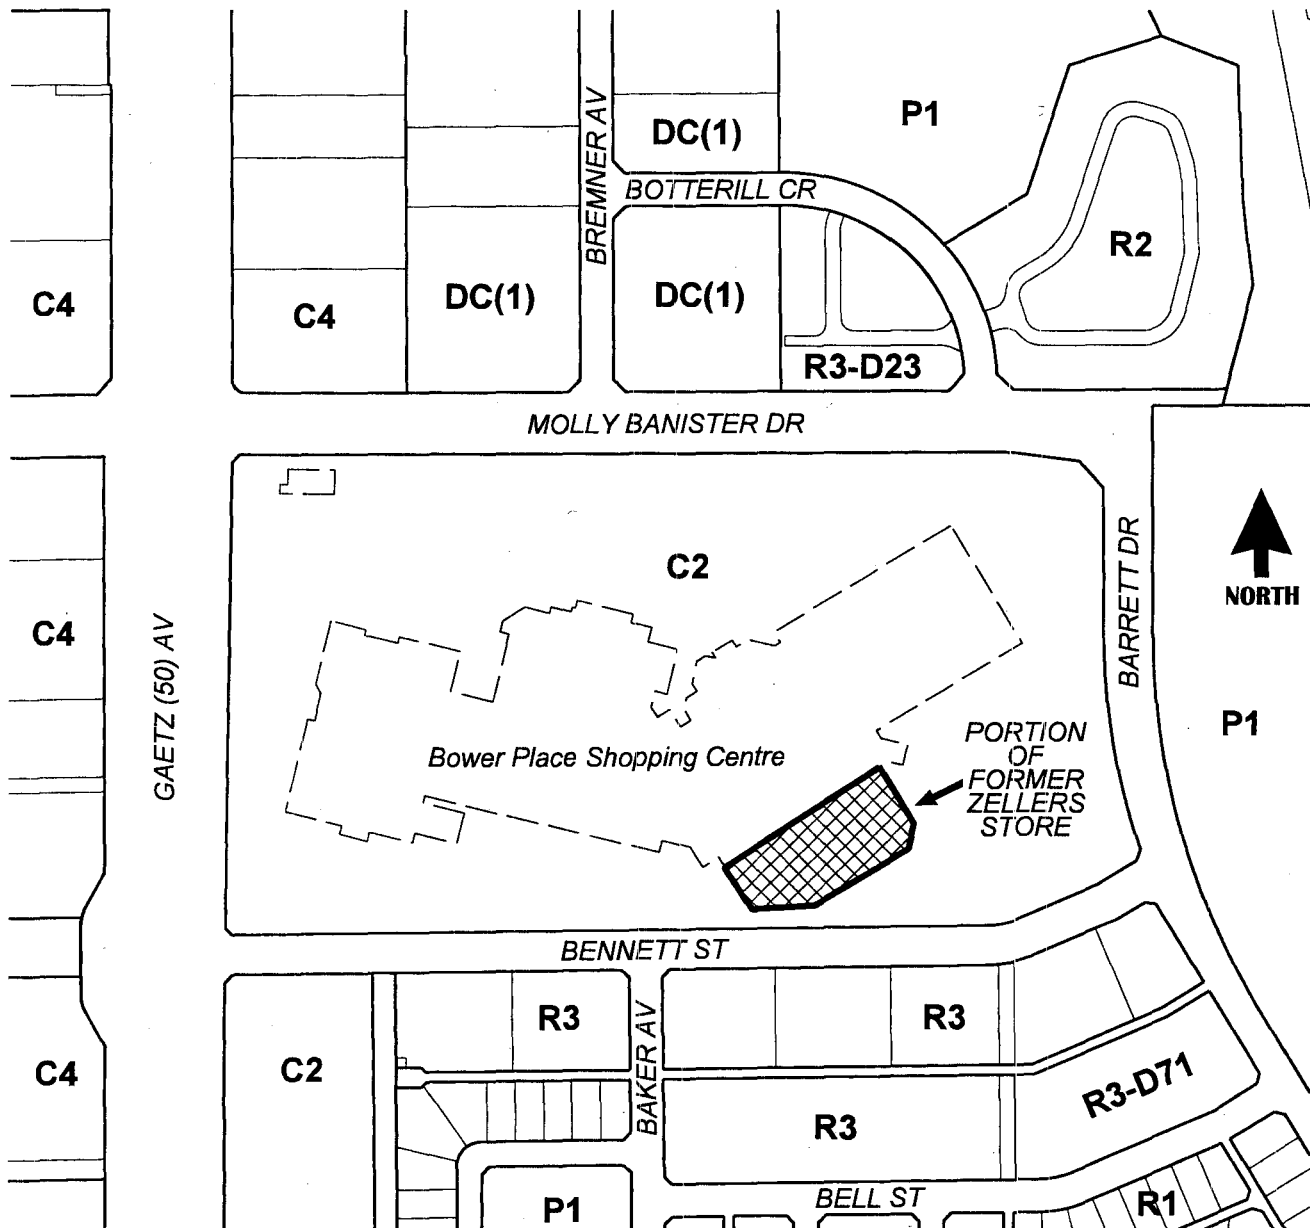 P1
DC(1)
BREMNER AV
BOTTERILL CR
R2
C4
C4
DC(1)
DC(1)
R3-D23
MOLLY BANISTER DR
C2
BARRETT DR
NORTH
C4
GAETZ (50) AV
P1
Bower Place Shopping Centre
PORTION
OF
FORMER
ZELLERS
STORE
BENNETT ST
R3
BAKER AV
R3
C4
C2
R3-D71
R3
P1
BELL ST
R1